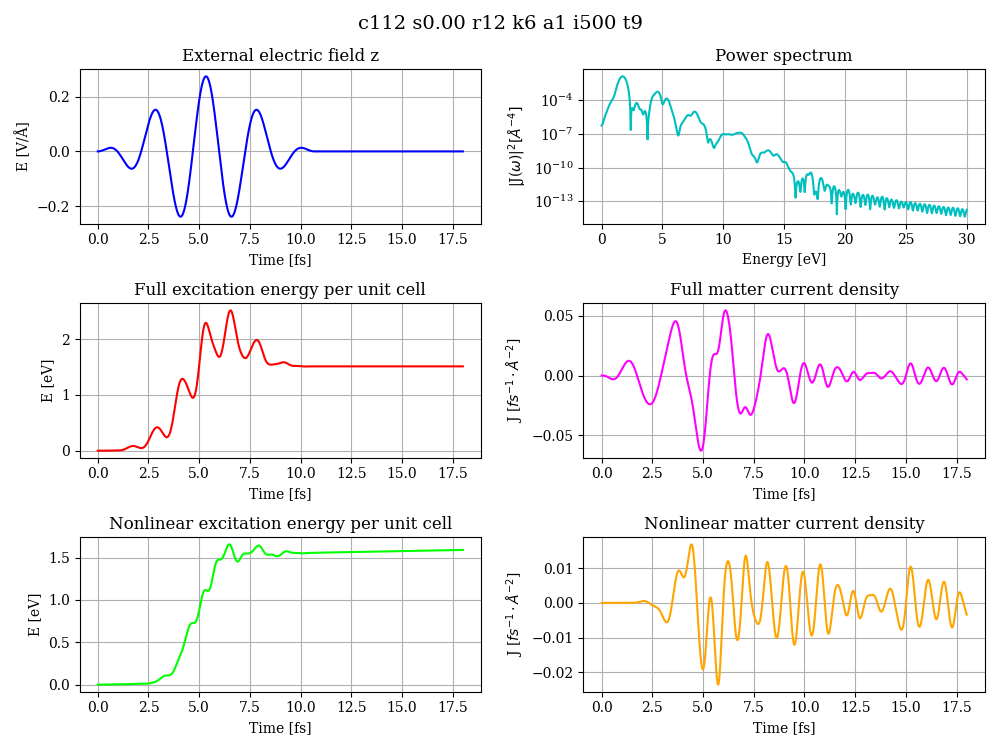 c112 s0.00 r12 k6 a1 i500 t9
External electric field z
E [V/Å]
0.2
0.0
−0.2
0.0 2.5 5.0 7.5 10.0 12.5 15.0 17.5
Time [fs]
Power spectrum
|J(ω)|²[Å⁻⁴]
10⁻⁴
10⁻⁷
10⁻¹⁰
10⁻¹³
0 5 10 15 20 25 30
Energy [eV]
Full excitation energy per unit cell
E [eV]
2
1
0
0.0 2.5 5.0 7.5 10.0 12.5 15.0 17.5
Time [fs]
Full matter current density
J [fs⁻¹ · Å⁻²]
0.05
0.00
−0.05
0.0 2.5 5.0 7.5 10.0 12.5 15.0 17.5
Time [fs]
Nonlinear excitation energy per unit cell
E [eV]
1.5
1.0
0.5
0.0
0.0 2.5 5.0 7.5 10.0 12.5 15.0 17.5
Time [fs]
Nonlinear matter current density
J [fs⁻¹ · Å⁻²]
0.01
0.00
−0.01
−0.02
0.0 2.5 5.0 7.5 10.0 12.5 15.0 17.5
Time [fs]